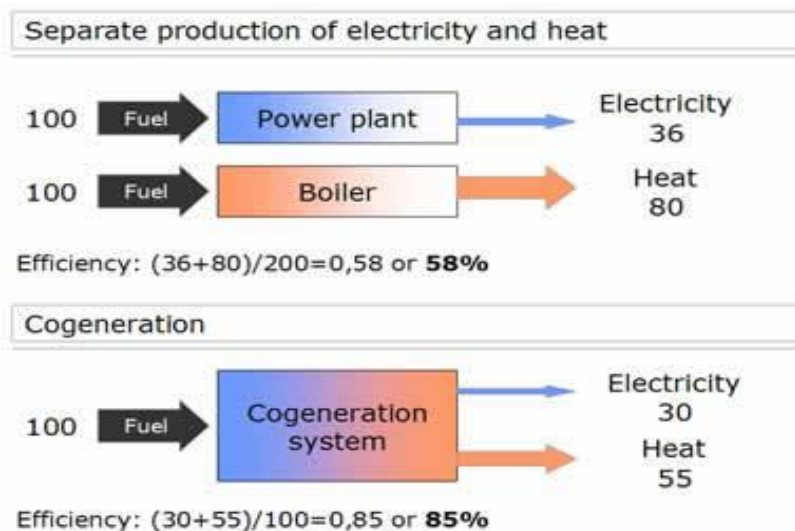 Separate production of electricity and heat
100 Fuel Power plant Electricity
36
100 Fuel Boiler Heat
80
Efficiency: (36+80)/200=0,58 or 58%
Cogeneration
100 Fuel Cogeneration system
Electricity
30
Heat
55
Efficiency: (30+55)/100=0,85 or 85%